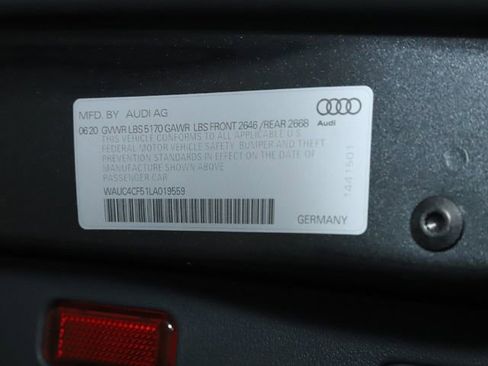 MFD. BY AUDI AG
Audi
06 20 GVWR LBS 5170 GAWR LBS FRONT 2646 / REAR 2668
THIS VEHICLE CONFORMS TO ALL APPLICABLE U.S.
FEDERAL MOTOR VEHICLE SAFETY, BUMPER AND THEFT
PREVENTION STANDARDS IN EFFECT ON THE DATE
OF MANUFACTURE SHOWN ABOVE.
PASSENGER CAR
WAUC4CF51LA019559
1441501
GERMANY